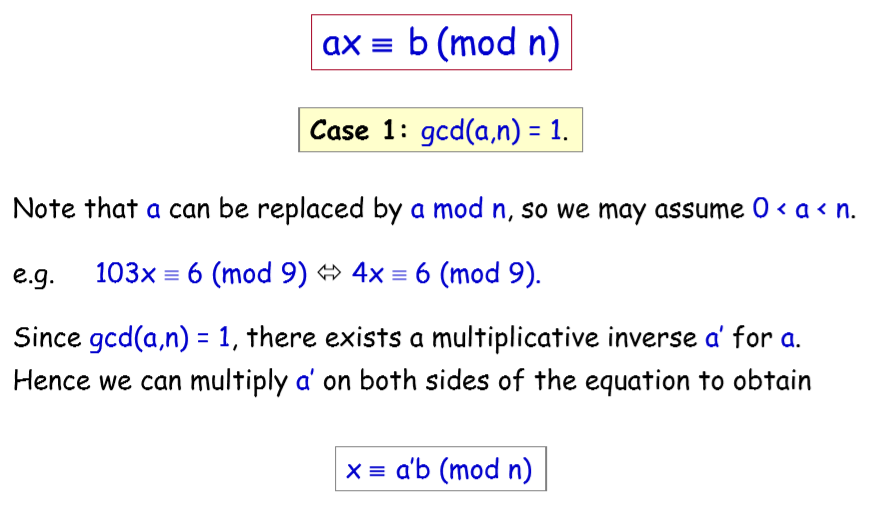 ax ≡ b (mod n)
Case 1: gcd(a,n) = 1.
Note that a can be replaced by a mod n, so we may assume 0 < a < n.
e.g. 103x ≡ 6 (mod 9) ⇔ 4x ≡ 6 (mod 9).
Since gcd(a,n) = 1, there exists a multiplicative inverse a’ for a.
Hence we can multiply a’ on both sides of the equation to obtain
x ≡ a’b (mod n)